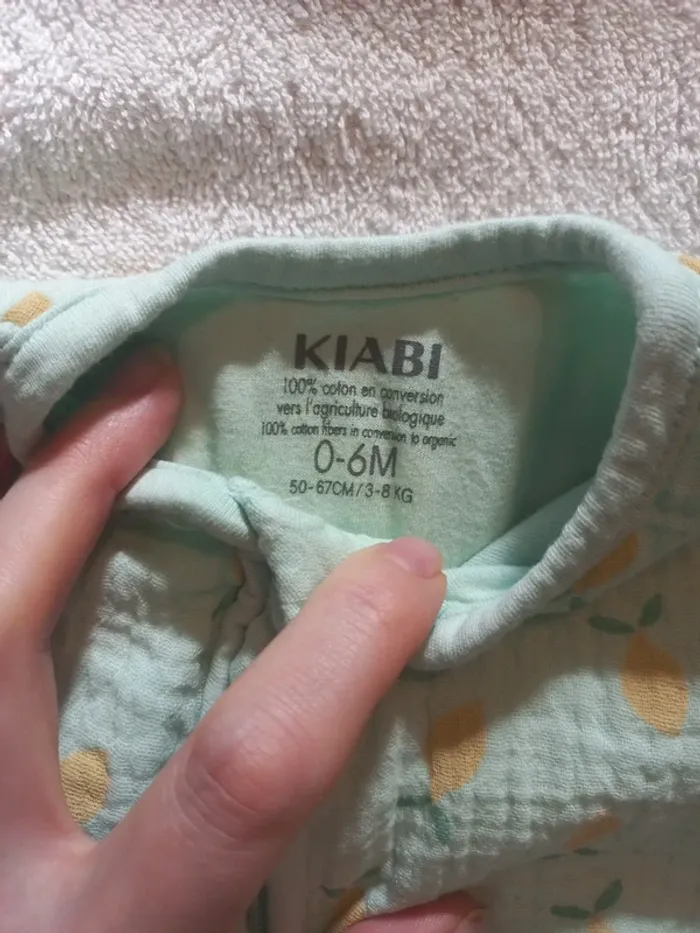 KIABI
100% coton en conversion
vers l'agriculture biologique
100% cotton fibers in conversion to organic
0-6M
50-67CM/3-8 KG